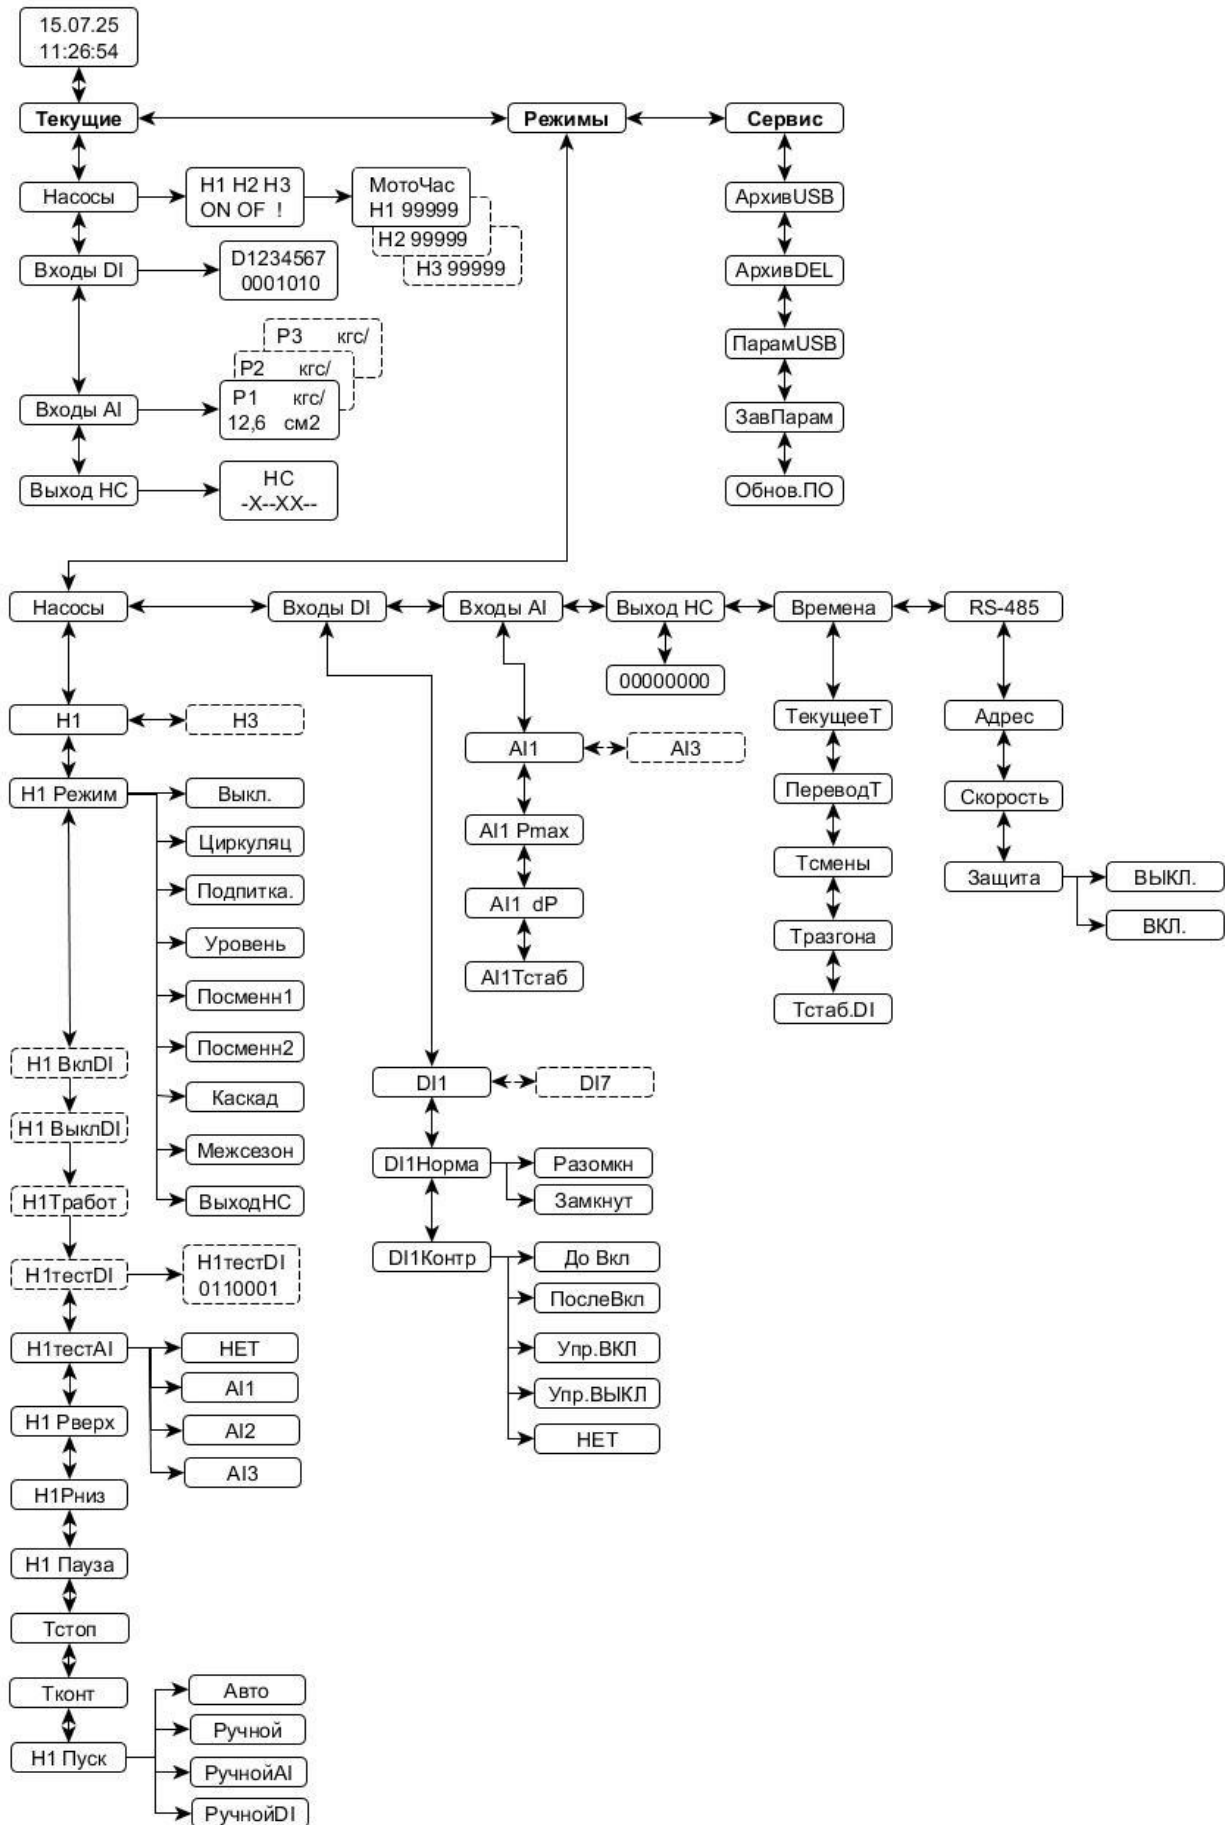 15.07.25
11:26:54
Текущие
Режимы
Сервис
Насосы
Н1 Н2 Н3
ON OF !
МотоЧас
Н1 99999
Н2 99999
Н3 99999
АрхивUSB
Входы DI
D1234567
0001010
АрхивDEL
P3 кгс/
P2 кгс/
P1 кгс/
12,6 см2
Входы AI
ПарамUSB
ЗавПарам
Выход НС
НС
-X--XX--
Обнов.ПО
Насосы
Входы DI
Входы AI
Выход НС
Времена
RS-485
00000000
Н1
Н3
AI1
AI3
ТекущееТ
Адрес
Н1 Режим
Выкл.
Циркуляц
Подпитка.
Уровень
Посменн1
Посменн2
Каскад
Межсезон
ВыходНС
AI1 Pmax
AI1 dP
AI1Тстаб
ПереводТ
Тсмены
Тразгона
Тстаб.DI
Скорость
Защита
ВЫКЛ.
ВКЛ.
Н1 ВклDI
Н1 ВыклDI
Н1Тработ
Н1тестDI
Н1тестDI
0110001
DI1
DI7
DI1Норма
Разомкн
Замкнут
DI1Контр
До Вкл
ПослеВкл
Упр.ВКЛ
Упр.ВЫКЛ
НЕТ
Н1тестAI
НЕТ
AI1
AI2
AI3
Н1 Рверх
Н1Рниз
Н1 Пауза
Тстоп
Тконт
Н1 Пуск
Авто
Ручной
РучнойAI
РучнойDI